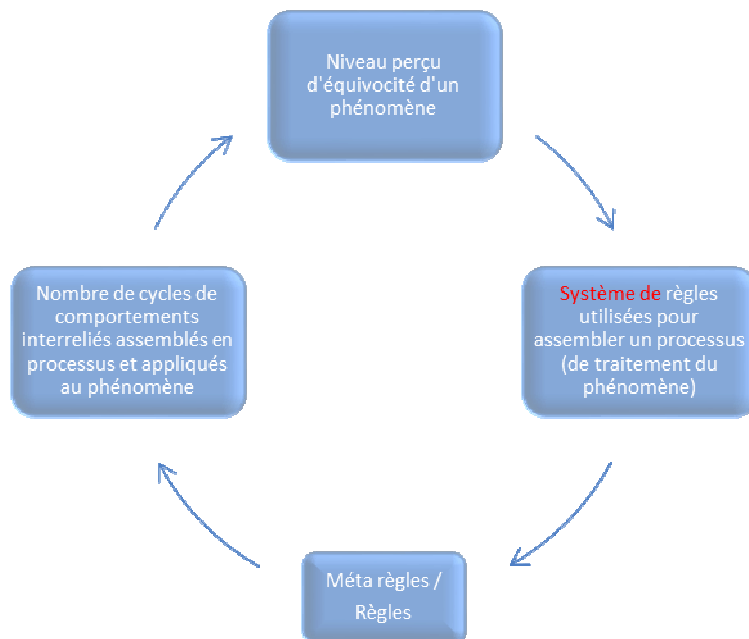 Niveau perçu
d'équivocité d'un
phénomène
Système de règles
utilisées pour
assembler un processus
(de traitement du
phénomène)
Méta règles /
Règles
Nombre de cycles de
comportements
interreliés assemblés en
processus et appliqués
au phénomène